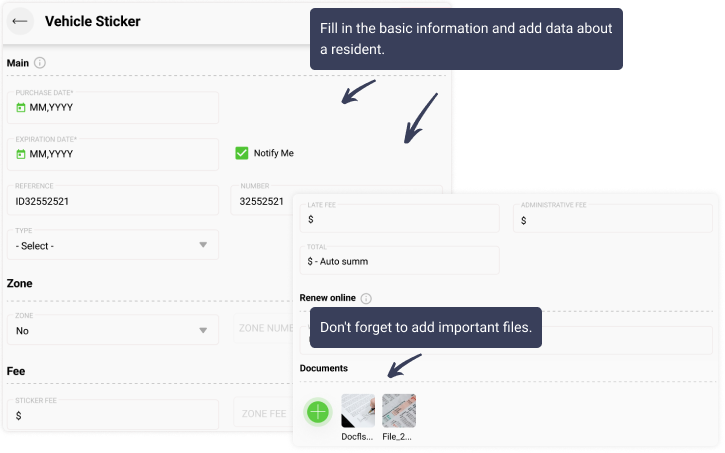 Vehicle Sticker
Fill in the basic information and add data about
a resident.
Main
PURCHASE DATE*
MM,YYYY
EXPIRATION DATE*
MM,YYYY
Notify Me
REFERENCE
ID32552521
NUMBER
32552521
TYPE
- Select -
Zone
ZONE
No
ZONE NUME
Fee
STICKER FEE
$
ZONE FEE
LATE FEE
$
ADMINISTRATIVE FEE
$
TOTAL
$ - Auto summ
Renew online
Don't forget to add important files.
Documents
Docfls...
File_2...